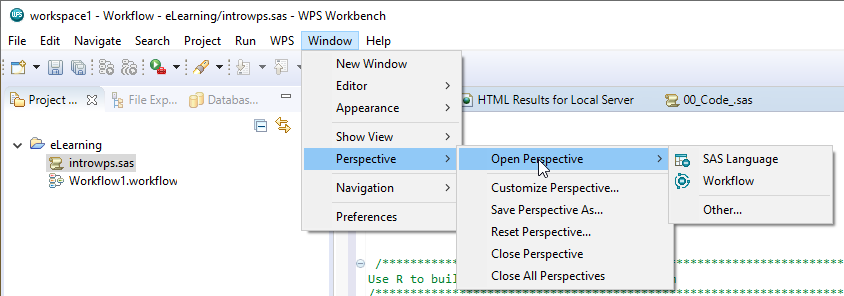 WPS
workspace1 - Workflow - eLearning/introwps.sas - WPS Workbench
File Edit Navigate Search Project Run WPS Window Help
New Window
Editor
Appearance
Show View
Perspective
Navigation
Preferences
Project ... File Exp... Databas...
HTML Results for Local Server 00_Code_.sas
eLearning
introwps.sas
Workflow1.workflow
Open Perspective
Customize Perspective...
Save Perspective As...
Reset Perspective...
Close Perspective
Close All Perspectives
SAS Language
Workflow
Other...
/********************
Use R to buil
/********************